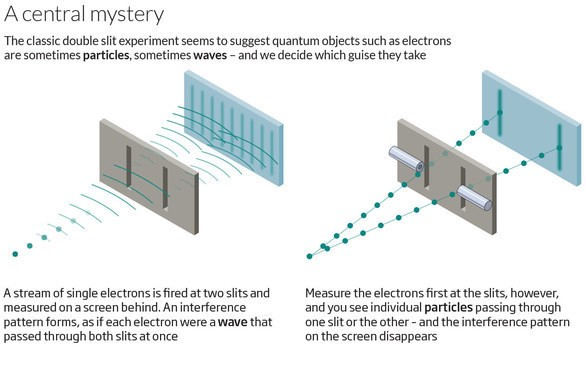 A central mystery
The classic double slit experiment seems to suggest quantum objects such as electrons
are sometimes particles, sometimes waves – and we decide which guise they take
A stream of single electrons is fired at two slits and
measured on a screen behind. An interference
pattern forms, as if each electron were a wave that
passed through both slits at once
Measure the electrons first at the slits, however,
and you see individual particles passing through
one slit or the other – and the interference pattern
on the screen disappears